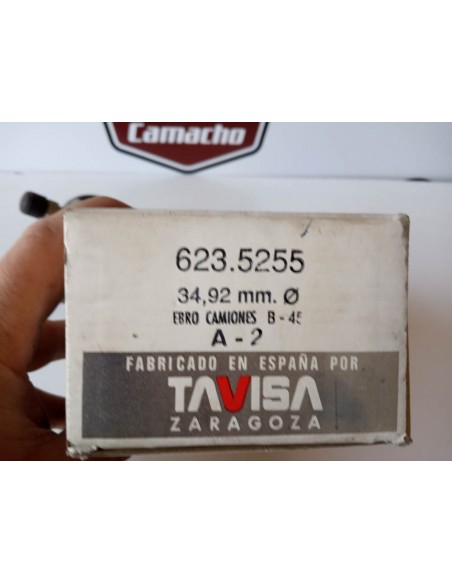 Camacho
623.5255
34,92 mm. Ø
EBRO CAMIONES B-45
A-2
FABRICADO EN ESPAÑA POR
TAVISA
ZARAGOZA